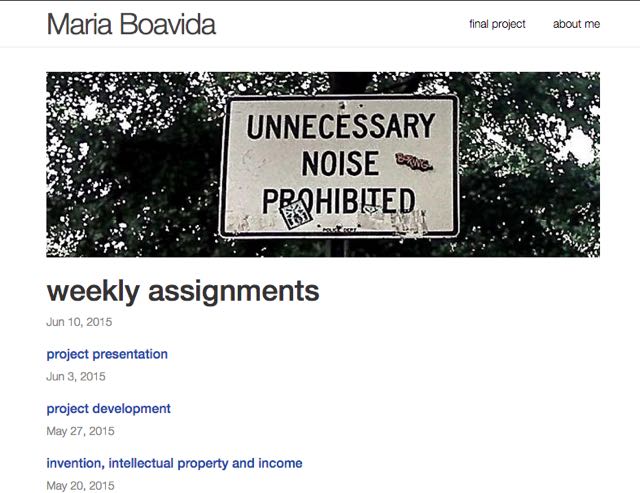 Maria Boavida
final project
about me
UNNECESSARY
NOISE
PROHIBITED
POLICE DEPT
weekly assignments
Jun 10, 2015
project presentation
Jun 3, 2015
project development
May 27, 2015
invention, intellectual property and income
May 20, 2015